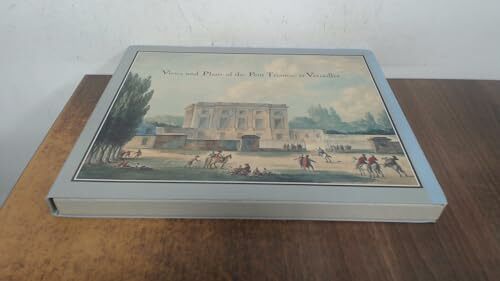 Views and Plans of the Petit Trianon at Versailles